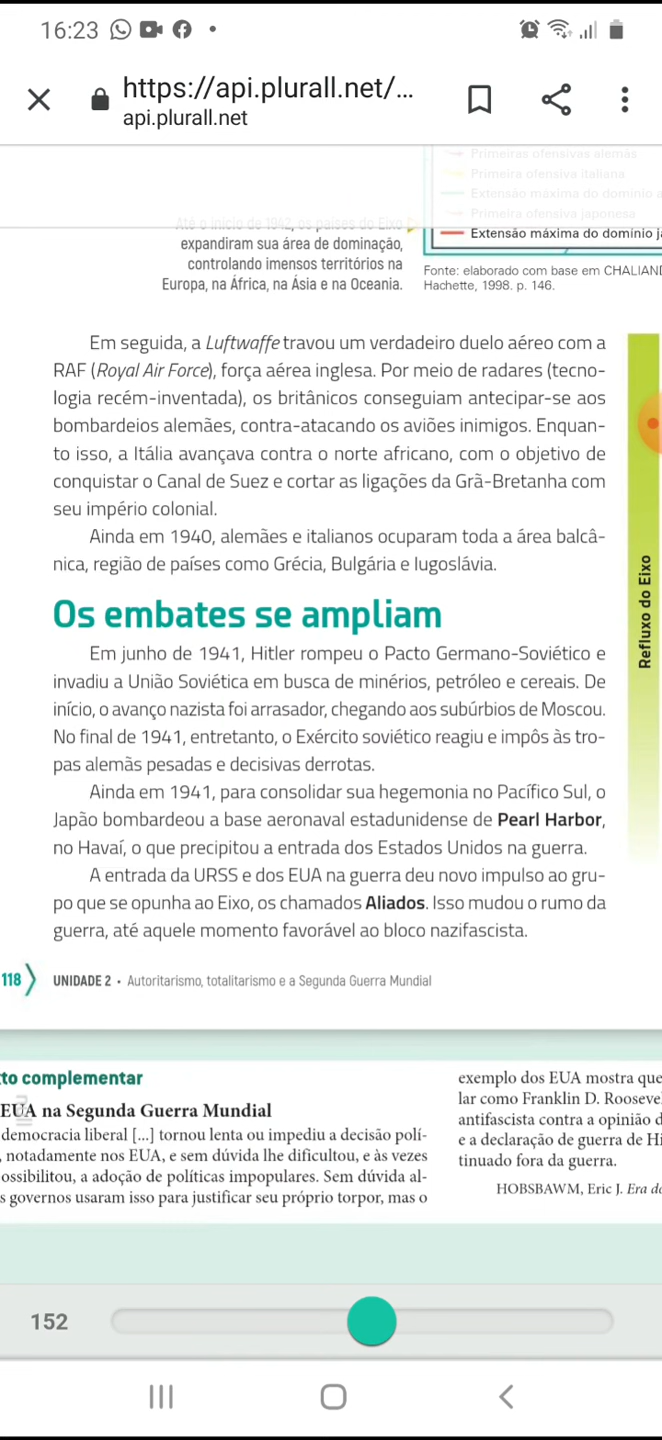 16:23
https://api.plurall.net/...
api.plurall.net
Primeiras ofensivas alemãs
Primeira ofensiva italiana
Extensão máxima do domínio a
Primeira ofensiva japonesa
Extensão máxima do domínio ja
Até o início de 1942, os países do Eixo
expandiram sua área de dominação,
controlando imensos territórios na
Europa, na África, na Ásia e na Oceania.
Fonte: elaborado com base em CHALIAND
Hachette, 1998. p. 146.
Em seguida, a Luftwaffe travou um verdadeiro duelo aéreo com a
RAF (Royal Air Force), força aérea inglesa. Por meio de radares (tecno-
logia recém-inventada), os britânicos conseguiam antecipar-se aos
bombardeios alemães, contra-atacando os aviões inimigos. Enquan-
to isso, a Itália avançava contra o norte africano, com o objetivo de
conquistar o Canal de Suez e cortar as ligações da Grã-Bretanha com
seu império colonial.
Ainda em 1940, alemães e italianos ocuparam toda a área balcâ-
nica, região de países como Grécia, Bulgária e Iugoslávia.
Refluxo do Eixo
Os embates se ampliam
Em junho de 1941, Hitler rompeu o Pacto Germano-Soviético e
invadiu a União Soviética em busca de minérios, petróleo e cereais. De
início, o avanço nazista foi arrasador, chegando aos subúrbios de Moscou.
No final de 1941, entretanto, o Exército soviético reagiu e impôs às tro-
pas alemãs pesadas e decisivas derrotas.
Ainda em 1941, para consolidar sua hegemonia no Pacífico Sul, o
Japão bombardeou a base aeronaval estadunidense de Pearl Harbor,
no Havaí, o que precipitou a entrada dos Estados Unidos na guerra.
A entrada da URSS e dos EUA na guerra deu novo impulso ao gru-
po que se opunha ao Eixo, os chamados Aliados. Isso mudou o rumo da
guerra, até aquele momento favorável ao bloco nazifascista.
118 UNIDADE 2 • Autoritarismo, totalitarismo e a Segunda Guerra Mundial
to complementar
EUA na Segunda Guerra Mundial
democracia liberal [...] tornou lenta ou impediu a decisão polí-
, notadamente nos EUA, e sem dúvida lhe dificultou, e às vezes
ossibilitou, a adoção de políticas impopulares. Sem dúvida al-
s governos usaram isso para justificar seu próprio torpor, mas o
exemplo dos EUA mostra que
lar como Franklin D. Roosevel
antifascista contra a opinião d
e a declaração de guerra de Hi
tinuado fora da guerra.
HOBSBAWM, Eric J. Era do
null
152